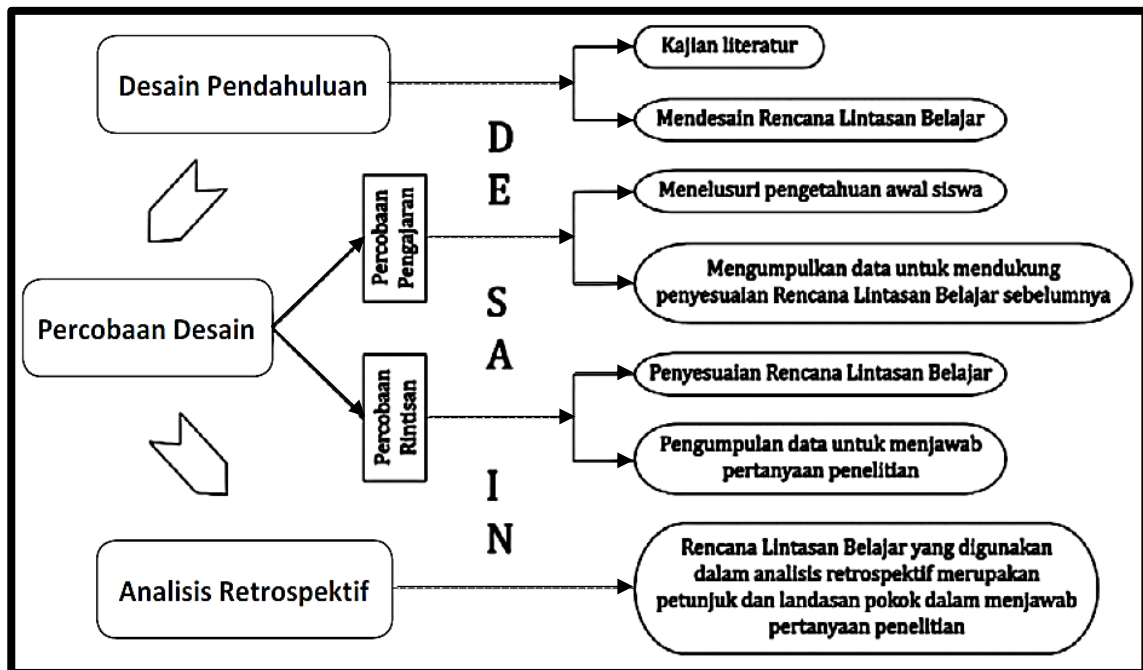 Desain Pendahuluan
Kajian literatur
Mendesain Rencana Lintasan Belajar
D
E
S
A
I
N
Percobaan Desain
Percobaan
Pengajaran
Menelusuri pengetahuan awal siswa
Mengumpulkan data untuk mendukung
penyesuaian Rencana Lintasan Belajar sebelumnya
Percobaan
Rintisan
Penyesuaian Rencana Lintasan Belajar
Pengumpulan data untuk menjawab
pertanyaan penelitian
Analisis Retrospektif
Rencana Lintasan Belajar yang digunakan
dalam analisis retrospektif merupakan
petunjuk dan landasan pokok dalam menjawab
pertanyaan penelitian